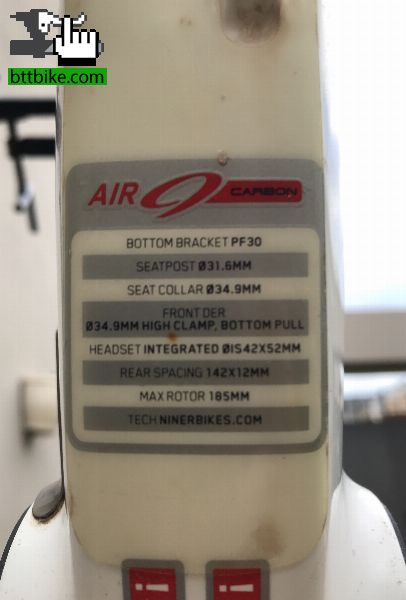 bttbike.com
AIR 9 CARBON
BOTTOM BRACKET PF30
SEATPOST Ø31.6MM
SEAT COLLAR Ø34.9MM
FRONT DER
Ø34.9MM HIGH CLAMP, BOTTOM PULL
HEADSET INTEGRATED ØIS42X52MM
REAR SPACING 142X12MM
MAX ROTOR 185MM
TECH NINERBIKES.COM
! !